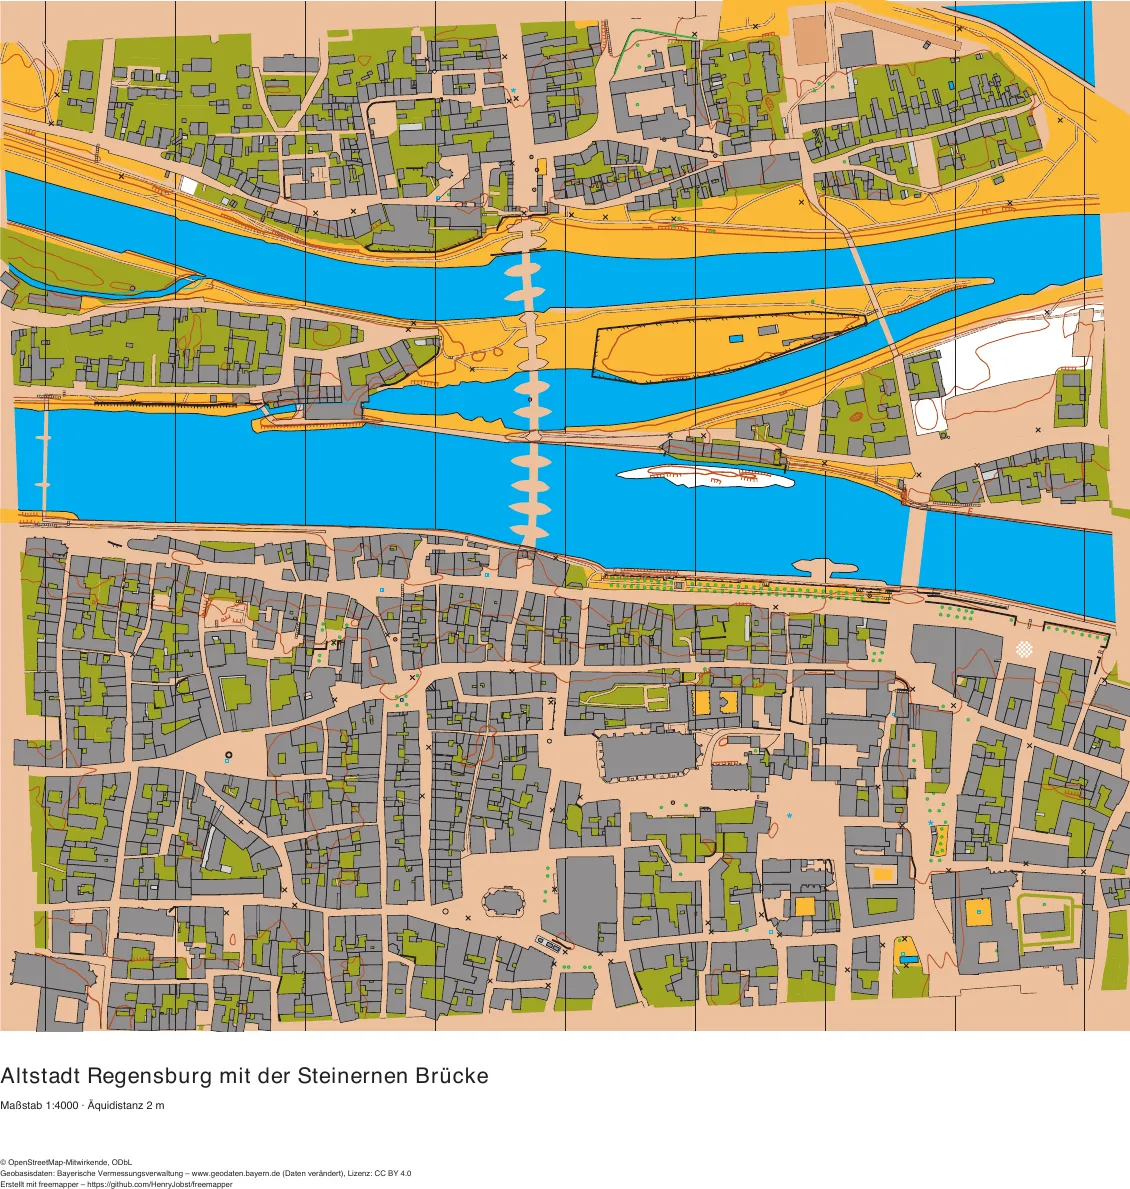 Altstadt Regensburg mit der Steinernen Brücke
Maßstab 1:4000 · Äquidistanz 2 m
© OpenStreetMap-Mitwirkende, ODbL
Geobasisdaten: Bayerische Vermessungsverwaltung – www.geodaten.bayern.de (Daten verändert), Lizenz: CC BY 4.0
Erstellt mit freemapper – https://github.com/HenryJobst/freemapper